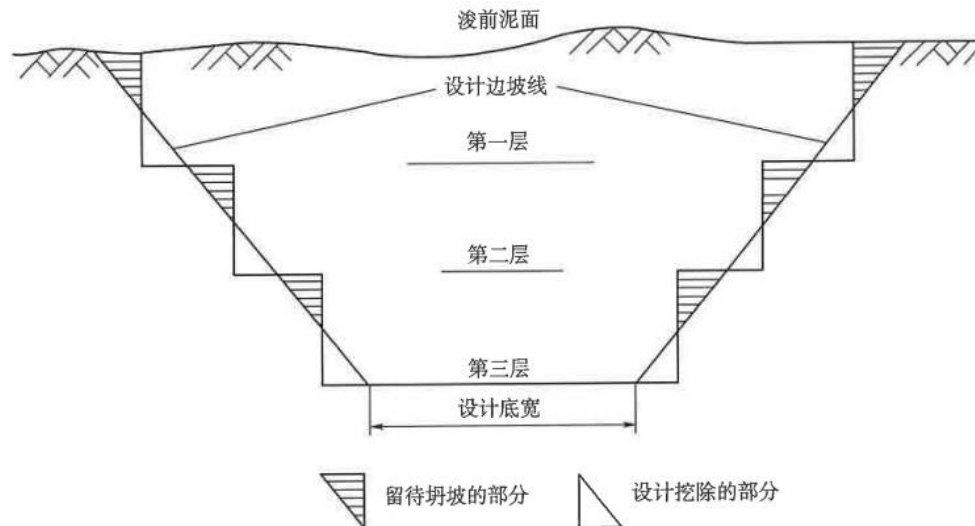 浚前泥面
设计边坡线
第一层
第二层
第三层
设计底宽
留待坍坡的部分
设计挖除的部分